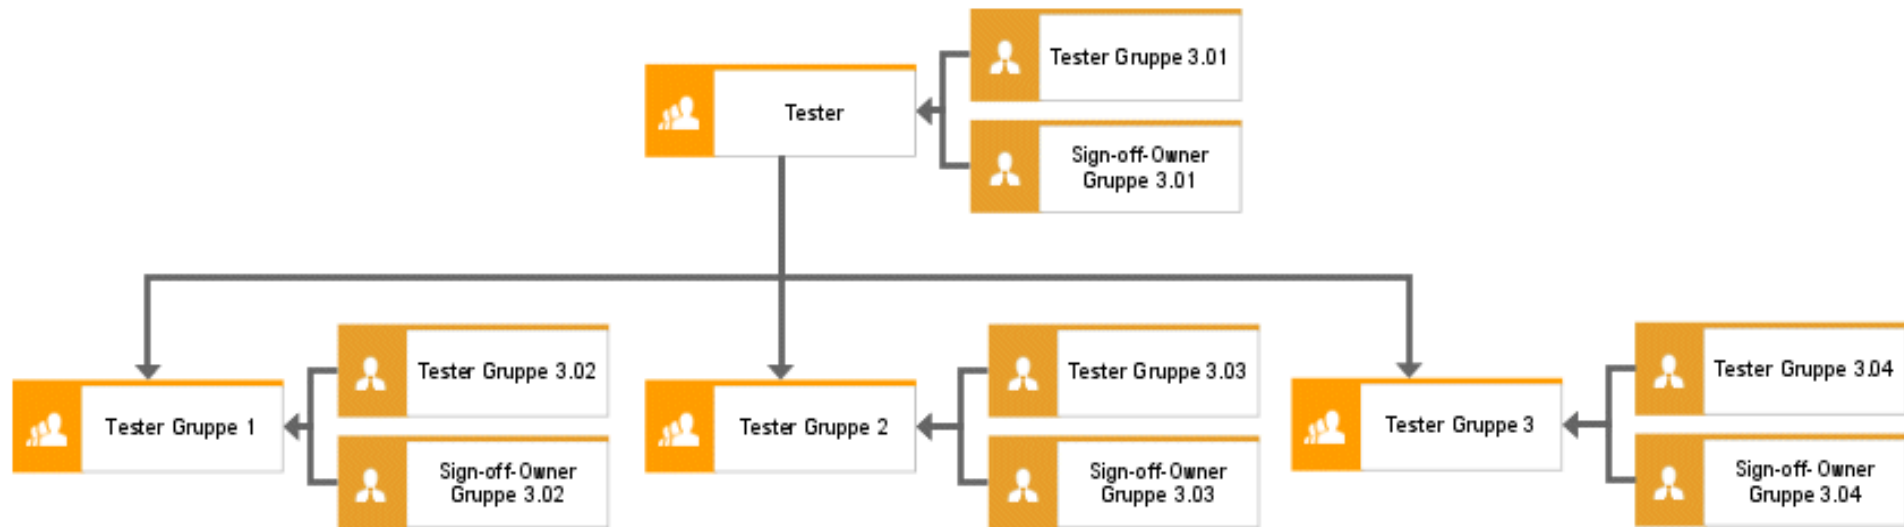 Tester Gruppe 3.01
Tester
Sign-off-Owner
Gruppe 3.01
Tester Gruppe 3.02
Tester Gruppe 1
Sign-off-Owner
Gruppe 3.02
Tester Gruppe 3.03
Tester Gruppe 2
Sign-off-Owner
Gruppe 3.03
Tester Gruppe 3.04
Tester Gruppe 3
Sign-off-Owner
Gruppe 3.04